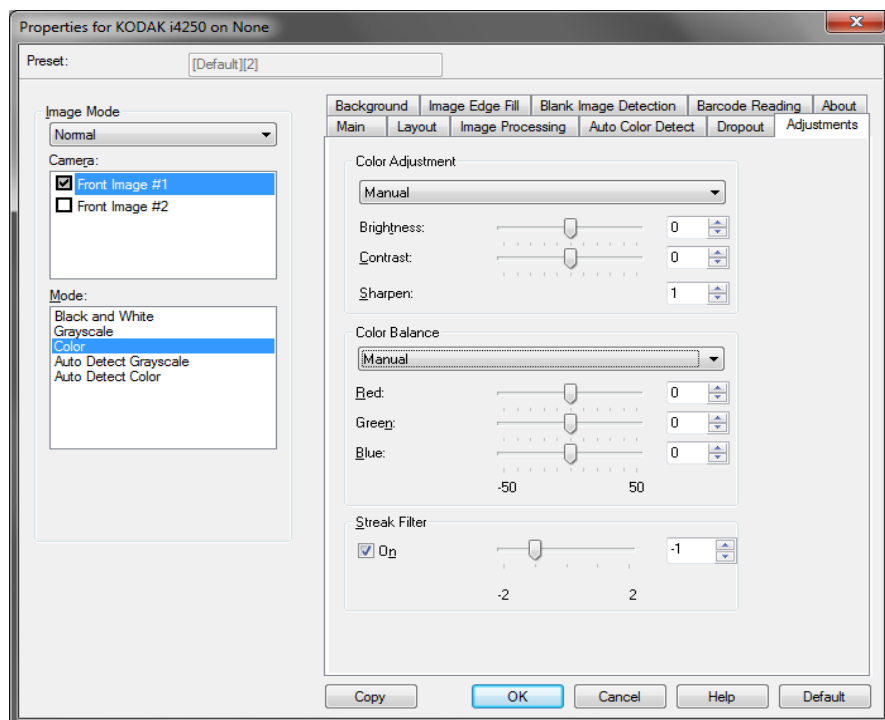 Properties for KODAK i4250 on None
Preset:
[Default][2]
Image Mode
Normal
Camera:
Front Image #1
Front Image #2
Mode:
Black and White
Grayscale
Color
Auto Detect Grayscale
Auto Detect Color
Background Image Edge Fill Blank Image Detection Barcode Reading About
Main Layout Image Processing Auto Color Detect Dropout Adjustments
Color Adjustment
Manual
Brightness: 0
Contrast: 0
Sharpen: 1
Color Balance
Manual
Red: 0
Green: 0
Blue: 0
-50 50
Streak Filter
On -1
-2 2
Copy OK Cancel Help Default